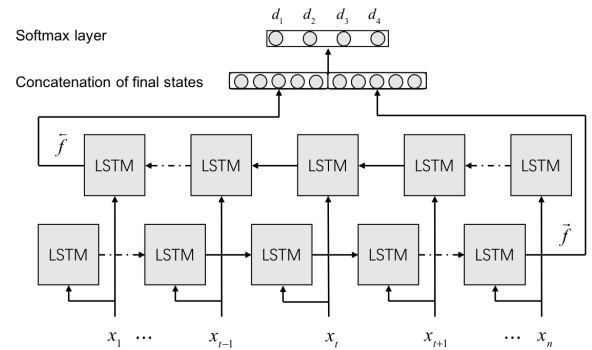 d₁ d₂ d₃ d₄
Softmax layer
Concatenation of final states
f⃖
LSTM LSTM LSTM LSTM LSTM
LSTM LSTM LSTM LSTM LSTM
f⃗
x₁ ... xₜ₋₁ xₜ xₜ₊₁ ... xₙ